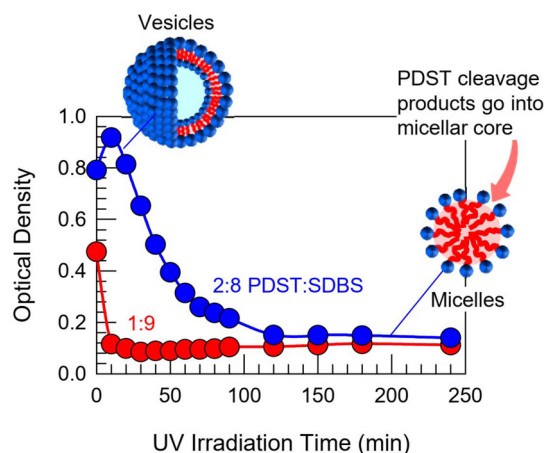 Vesicles
PDST cleavage
products go into
micellar core
1.0
0.8
0.6
0.4
0.2
0.0
Optical Density
2:8 PDST:SDBS
1:9
Micelles
0
50
100
150
200
250
UV Irradiation Time (min)